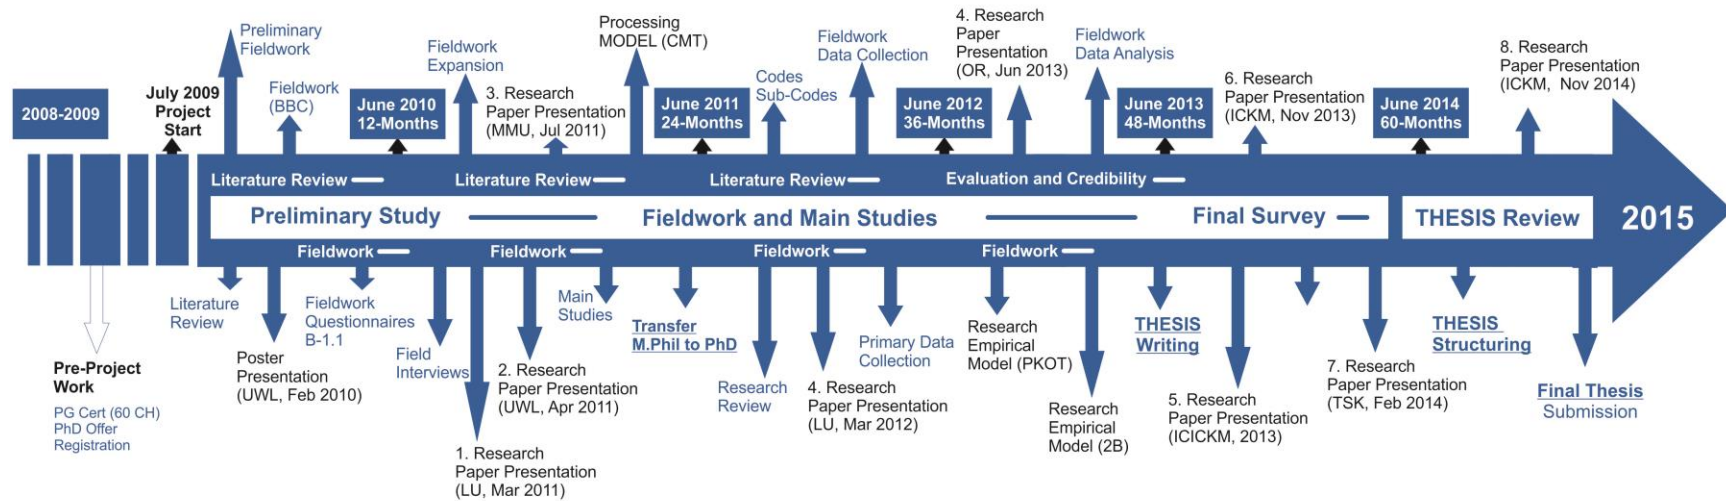 2008-2009
July 2009
Project
Start
Preliminary
Fieldwork
Fieldwork
(BBC)
June 2010
12-Months
Fieldwork
Expansion
3. Research
Paper Presentation
(MMU, Jul 2011)
Processing
MODEL (CMT)
June 2011
24-Months
Codes
Sub-Codes
Fieldwork
Data Collection
June 2012
36-Months
4. Research
Paper
Presentation
(OR, Jun 2013)
Fieldwork
Data Analysis
June 2013
48-Months
6. Research
Paper Presentation
(ICKM, Nov 2013)
June 2014
60-Months
8. Research
Paper Presentation
(ICKM, Nov 2014)
Literature Review
Literature Review
Literature Review
Evaluation and Credibility
Preliminary Study
Fieldwork and Main Studies
Final Survey
THESIS Review
2015
Fieldwork
Fieldwork
Fieldwork
Fieldwork
Pre-Project
Work
PG Cert (60 CH)
PhD Offer
Registration
Literature
Review
Poster
Presentation
(UWL, Feb 2010)
Fieldwork
Questionnaires
B-1.1
Field
Interviews
1. Research
Paper Presentation
(LU, Mar 2011)
2. Research
Paper Presentation
(UWL, Apr 2011)
Main
Studies
Transfer
M.Phil to PhD
Research
Review
4. Research
Paper Presentation
(LU, Mar 2012)
Primary Data
Collection
Research
Empirical
Model (PKOT)
Research
Empirical
Model (2B)
THESIS
Writing
5. Research
Paper Presentation
(ICICKM, 2013)
7. Research
Paper Presentation
(TSK, Feb 2014)
THESIS
Structuring
Final Thesis
Submission